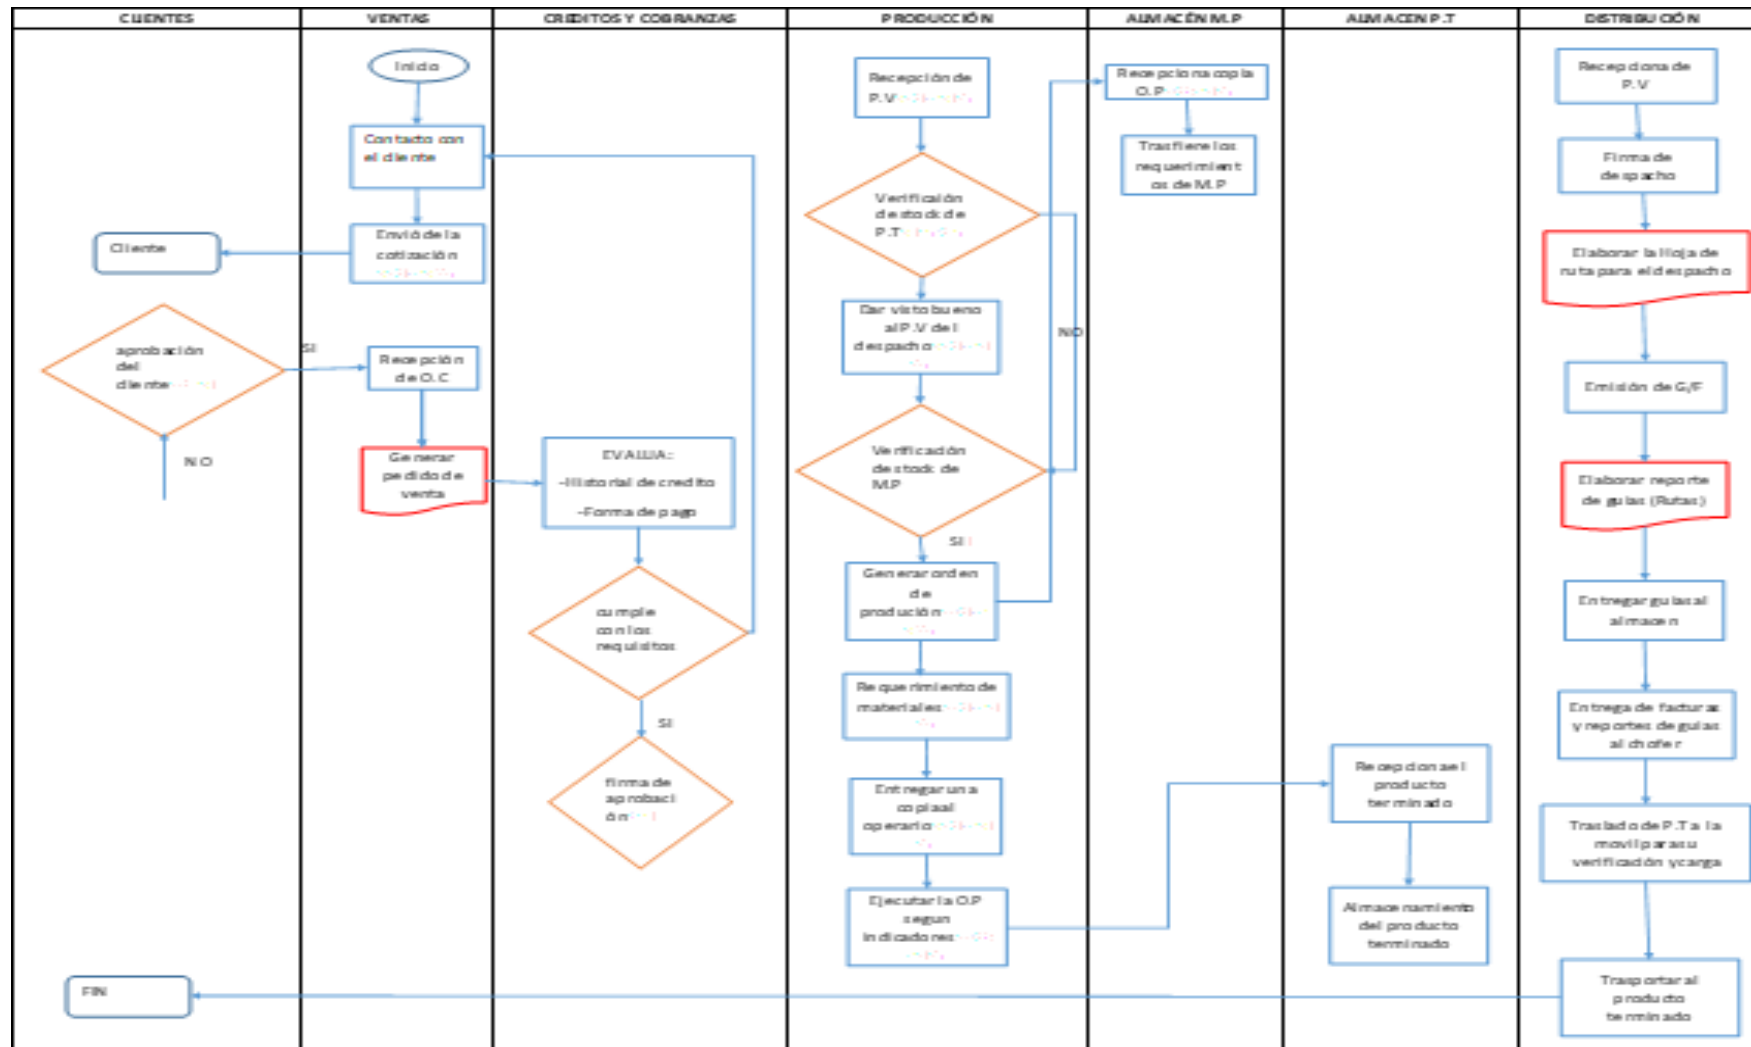 CLIENTES
VENTAS
CREDITOS Y COBRANZAS
PRODUCCIÓN
ALMACÉN M.P
ALMACEN P.T
DISTRIBUCIÓN
Inicio
Contacto con
el cliente
Envió de la
cotización
Cliente
aprobación
del
cliente
SI
NO
Recepción
de O.C
Generar
pedido de
venta
EVALUA:
-Historial de credito
-Forma de pago
cumple
con los
requisitos
SI
firma de
aprobaci
ón
Recepción de
P.V
Verificaión
de stock de
P.T
NO
Dar visto bueno
al P.V del
despacho
Verificación
de stock de
M.P
SI
Generar orden
de
produción
Requerimiento de
materiales
Entregar una
copia al
operario
Ejecutar la O.P
segun
indicadores
Recepciona copia
O.P
Trasfiere los
requerimient
os de M.P
Recepciona el
producto
terminado
Almacenamiento
del producto
terminado
Recepciona de
P.V
Firma de
despacho
Elaborar la Hoja de
ruta para el despacho
Emisión de G/F
Elaborar reporte
de guias (Rutas)
Entregar guias al
almacen
Entrega de facturas
y reportes de guias
al chofer
Traslado de P.T a la
movil para su
verificación y carga
Trasportar al
producto
terminado
FIN